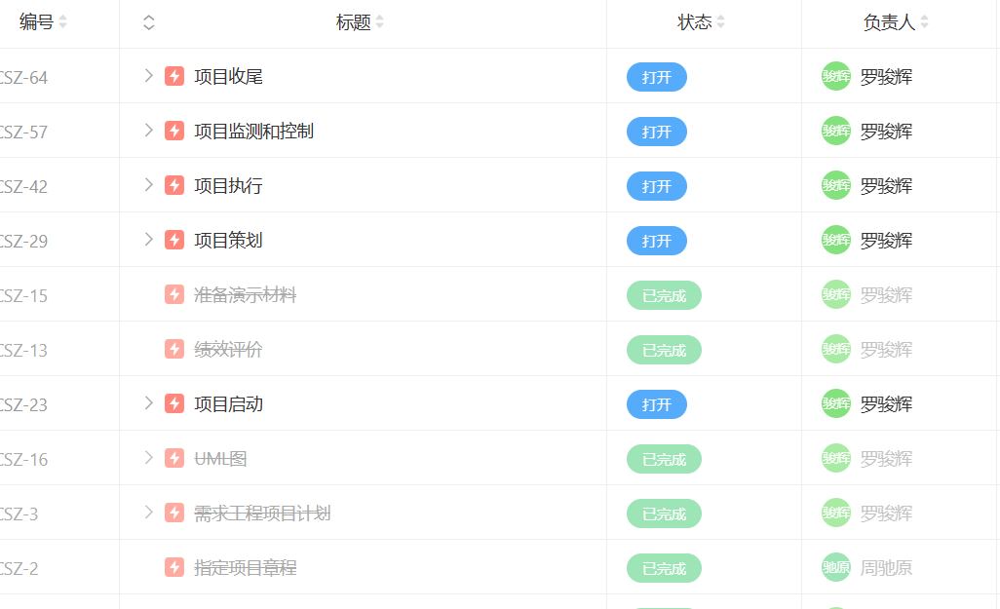 编号 标题 状态 负责人
CSZ-64 项目收尾 打开 骏辉 罗骏辉
CSZ-57 项目监测和控制 打开 骏辉 罗骏辉
CSZ-42 项目执行 打开 骏辉 罗骏辉
CSZ-29 项目策划 打开 骏辉 罗骏辉
CSZ-15 准备演示材料 已完成 骏辉 罗骏辉
CSZ-13 绩效评价 已完成 骏辉 罗骏辉
CSZ-23 项目启动 打开 骏辉 罗骏辉
CSZ-16 UML图 已完成 骏辉 罗骏辉
CSZ-3 需求工程项目计划 已完成 骏辉 罗骏辉
CSZ-2 指定项目章程 已完成 驰原 周驰原